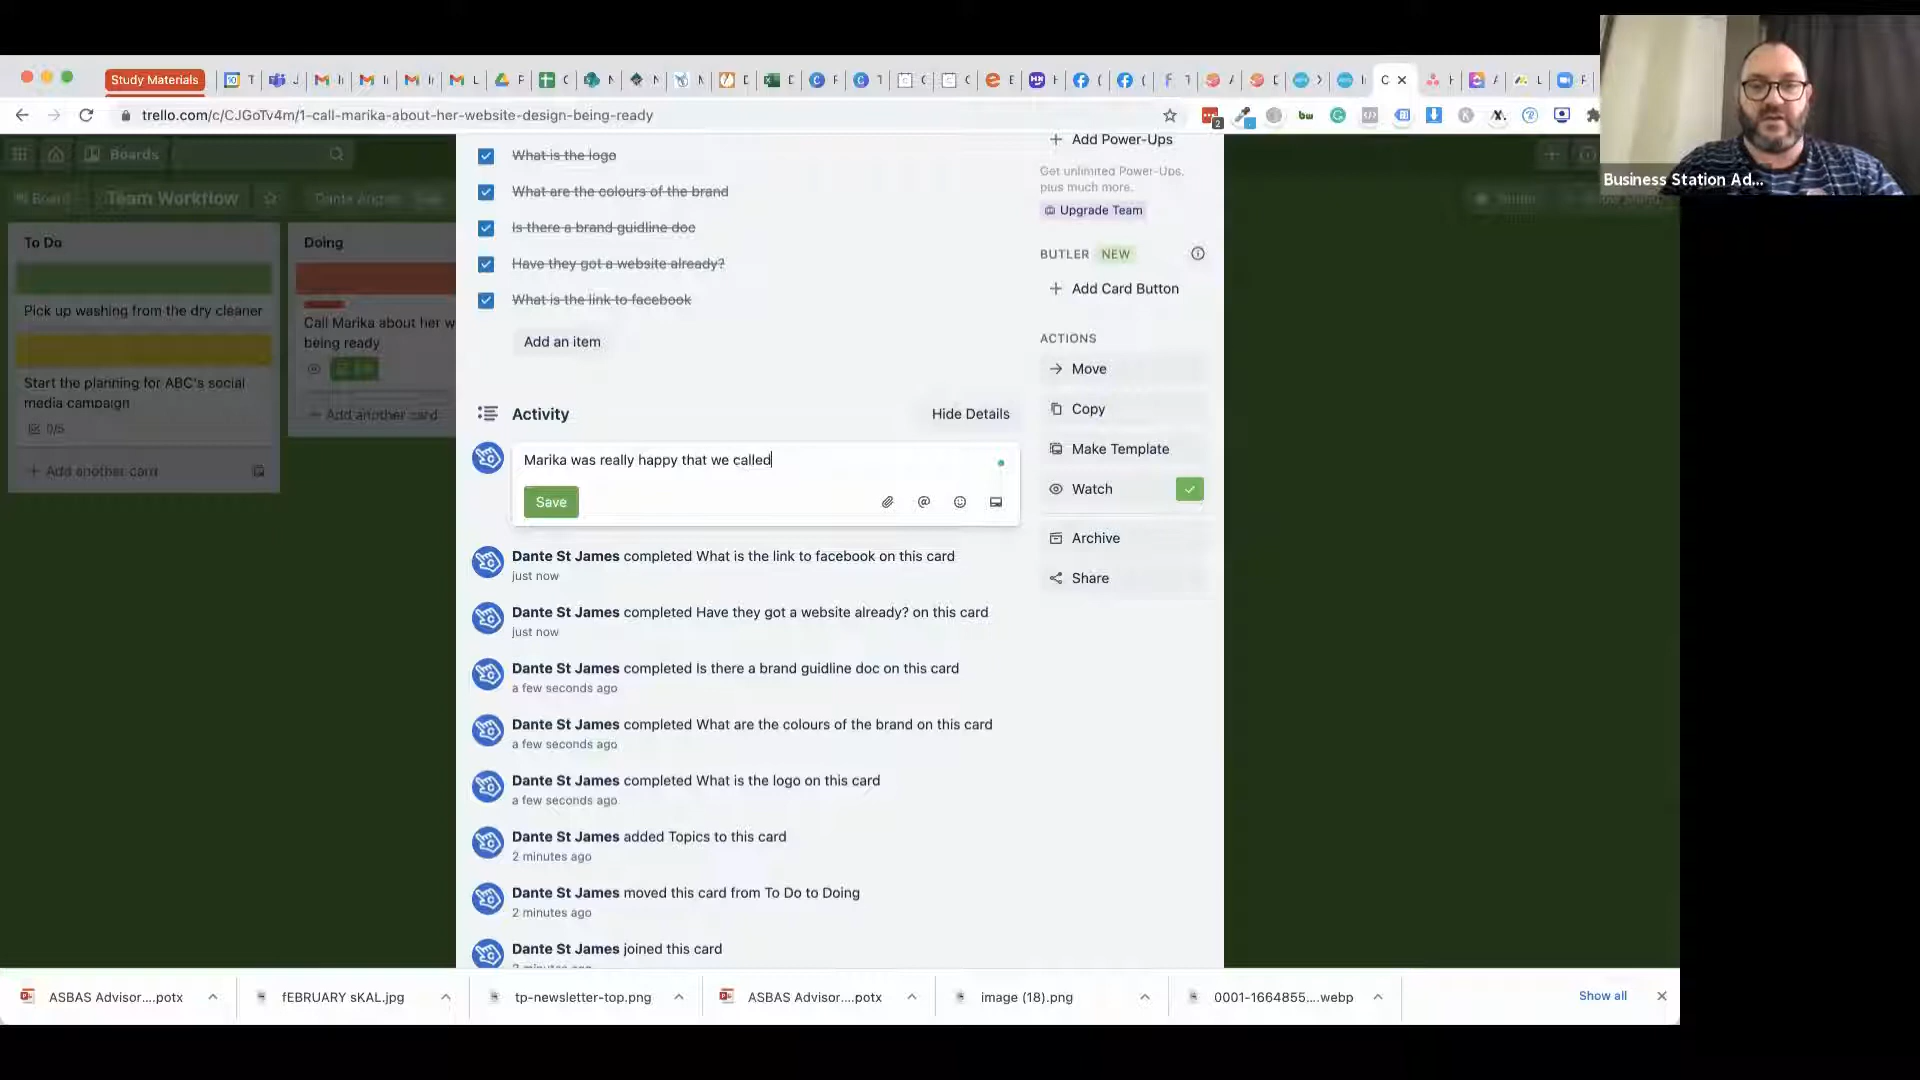 Study Materials
trello.com/c/CJGoTv4m/1-call-marika-about-her-website-design-being-ready
Business Station Ad...
Boards
Board
Team Workflow
To Do
Pick up washing from the dry cleaner
Start the planning for ABC's social
media campaign
0/5
+ Add another card
Doing
Call Marika about her w
being ready
+ Add another card
What is the logo
What are the colours of the brand
Is there a brand guidline doc
Have they got a website already?
What is the link to facebook
Add an item
Activity
Hide Details
Marika was really happy that we called
Save
Dante St James completed What is the link to facebook on this card
just now
Dante St James completed Have they got a website already? on this card
just now
Dante St James completed Is there a brand guidline doc on this card
a few seconds ago
Dante St James completed What are the colours of the brand on this card
a few seconds ago
Dante St James completed What is the logo on this card
a few seconds ago
Dante St James added Topics to this card
2 minutes ago
Dante St James moved this card from To Do to Doing
2 minutes ago
Dante St James joined this card
+ Add Power-Ups
Get unlimited Power-Ups,
plus much more.
Upgrade Team
BUTLER NEW
+ Add Card Button
ACTIONS
Move
Copy
Make Template
Watch
Archive
Share
ASBAS Advisor....potx
fEBRUARY sKAL.jpg
tp-newsletter-top.png
ASBAS Advisor....potx
image (18).png
0001-1664855....webp
Show all